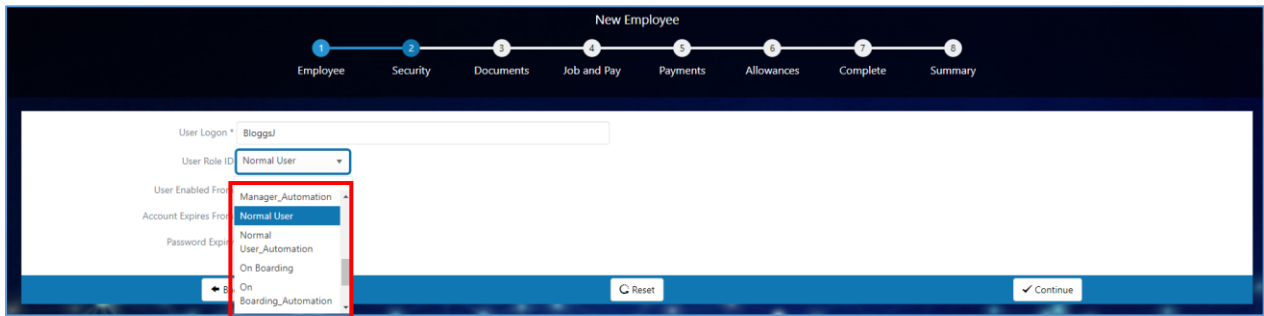 New Employee
1 2 3 4 5 6 7 8
Employee Security Documents Job and Pay Payments Allowances Complete Summary
User Logon * BloggsJ
User Role ID Normal User
User Enabled From
Manager_Automation
Account Expires From Normal User
Normal
Password
User_Automation
On Boarding
On
Boarding_Automation
Reset
Continue